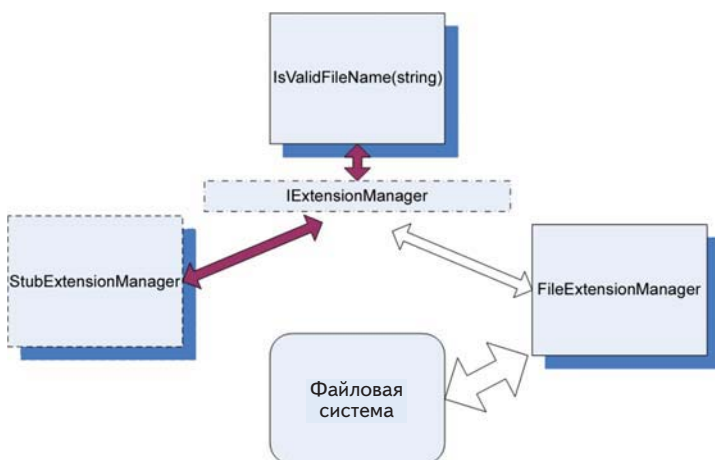 IsValidFileName(string)
IExtensionManager
StubExtensionManager
FileExtensionManager
Файловая
система